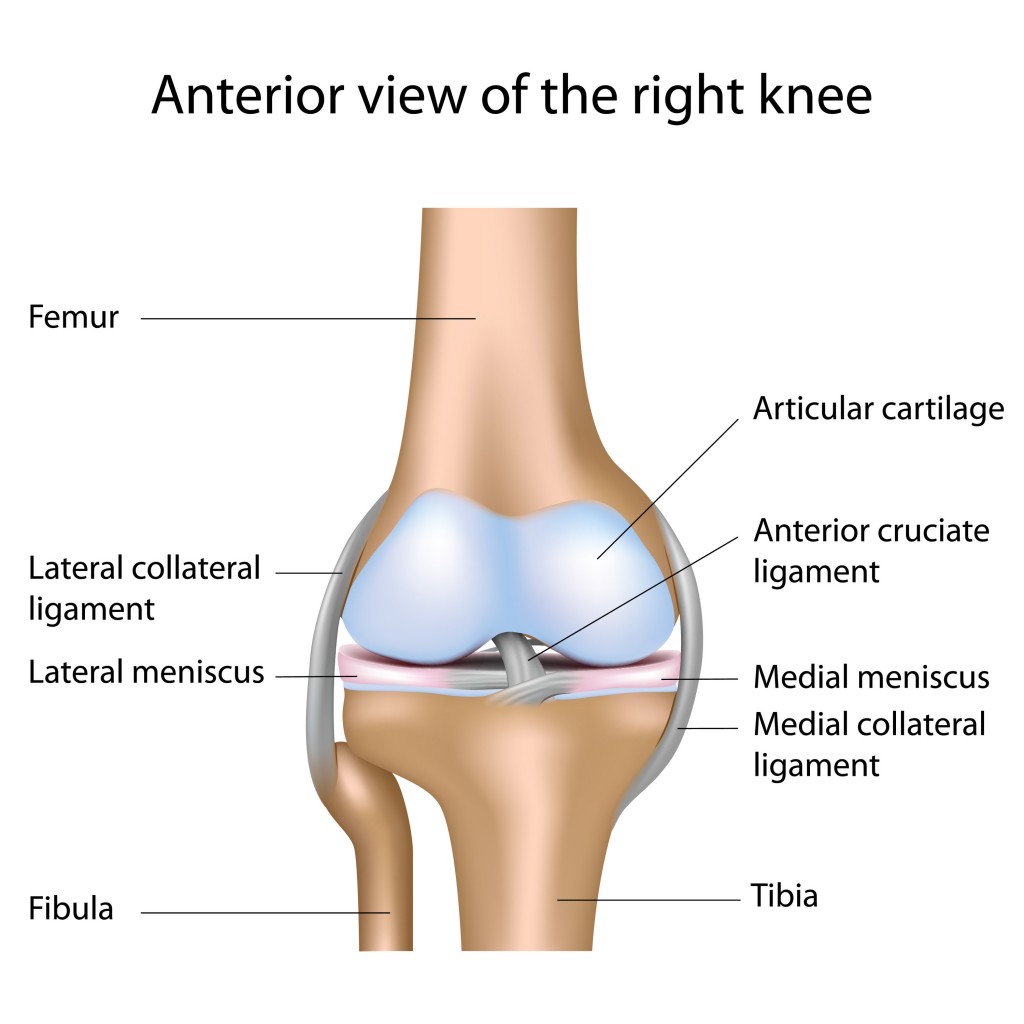 Anterior view of the right knee
Femur
Articular cartilage
Anterior cruciate
ligament
Lateral collateral
ligament
Lateral meniscus
Medial meniscus
Medial collateral
ligament
Fibula
Tibia